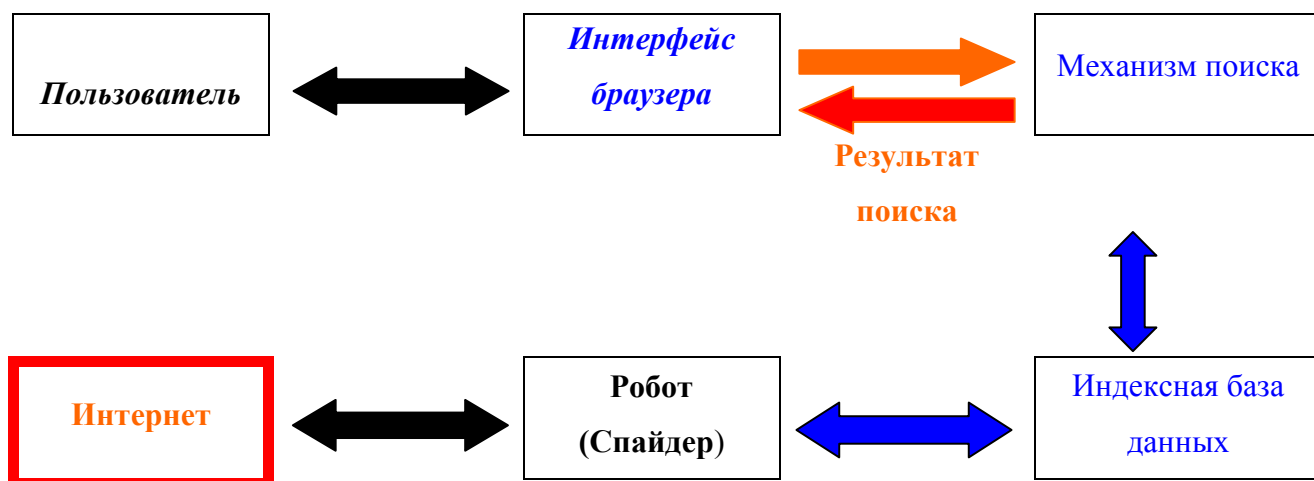 Пользователь
Интерфейс
браузера
Механизм поиска
Результат
поиска
Интернет
Робот
(Спайдер)
Индексная база
данных